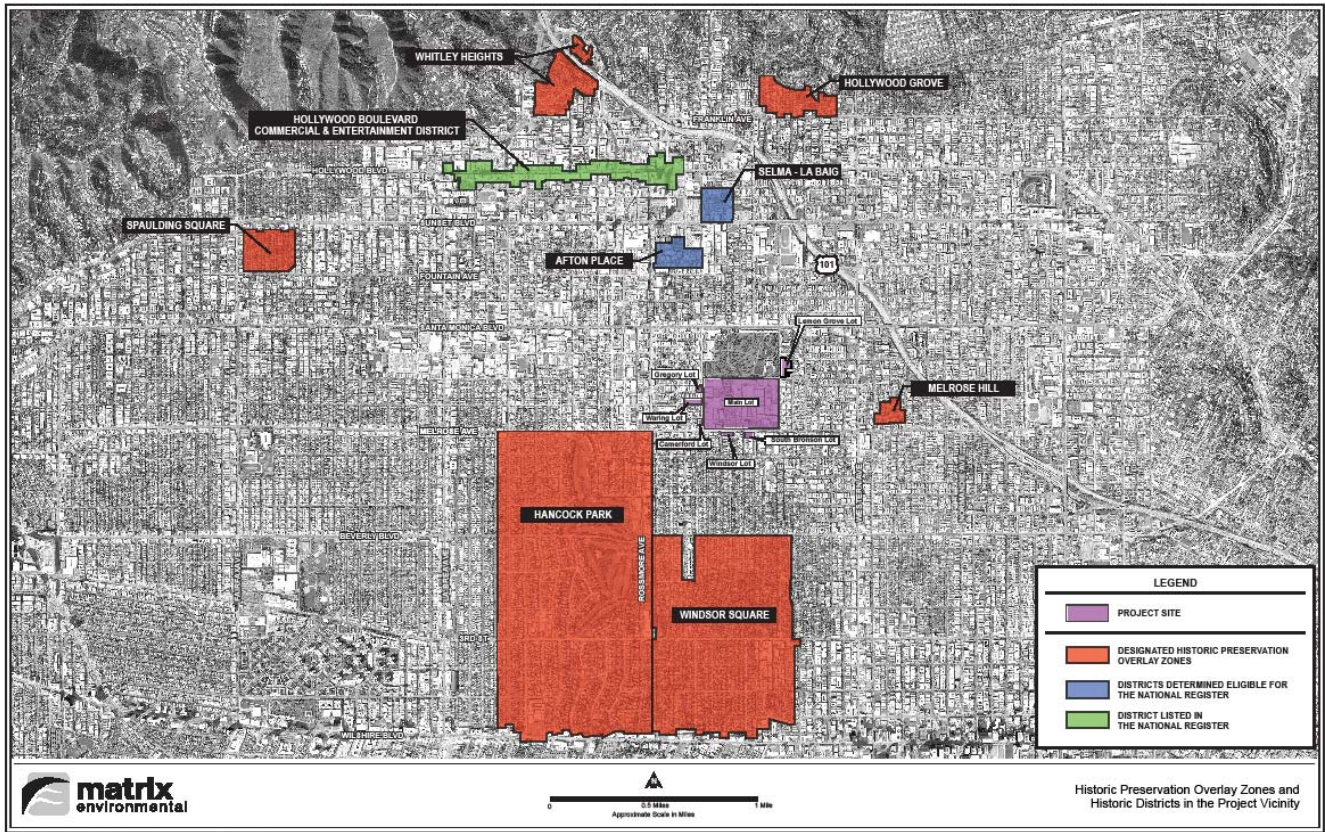 WHITLEY HEIGHTS
HOLLYWOOD GROVE
FRANKLIN AVE
HOLLYWOOD BOULEVARD
COMMERCIAL & ENTERTAINMENT DISTRICT
HOLLYWOOD BLVD
SELMA - LA BAIG
SPAULDING SQUARE
UNSET BLVD
AFTON PLACE
101
FOUNTAIN AVE
SANTA MONICA BLVD
Lemon Grove Lot
Gregory Lot
MELROSE HILL
Main Lot
Waring Lot
MELROSE AVE
Camerford Lot
South Bronson Lot
Windsor Lot
HANCOCK PARK
BEVERLY BLVD
ROSSMORE AVE
WINDSOR SQUARE
3RD ST
WILSHIRE BLVD
LEGEND
PROJECT SITE
DESIGNATED HISTORIC PRESERVATION
OVERLAY ZONES
DISTRICTS DETERMINED ELIGIBLE FOR
THE NATIONAL REGISTER
DISTRICT LISTED IN
THE NATIONAL REGISTER
matrix
environmental
N
0 0.5 Miles 1 Mile
Approximate Scale in Miles
Historic Preservation Overlay Zones and
Historic Districts in the Project Vicinity